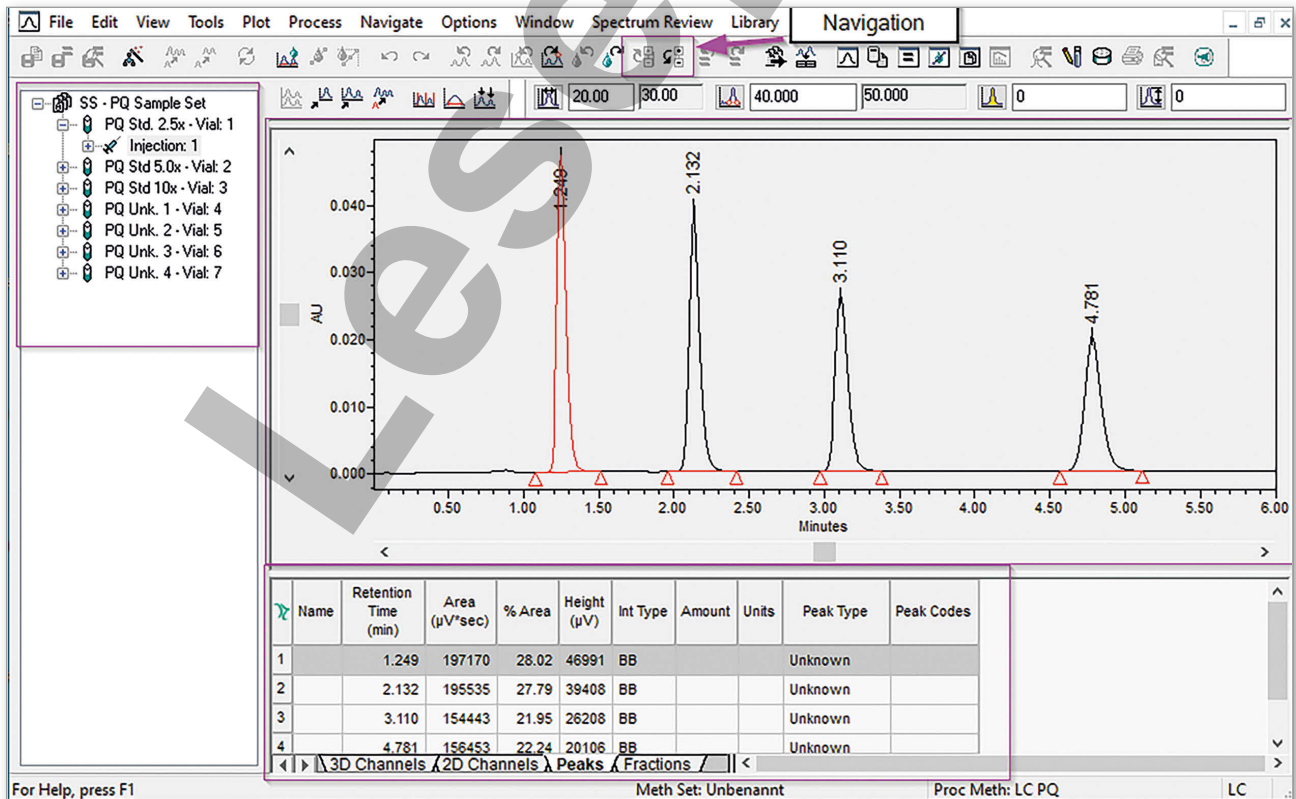 File Edit View Tools Plot Process Navigate Options Window Spectrum Review Library
Navigation
20.00 30.00 40.000 50.000 0 0
SS - PQ Sample Set
PQ Std. 2.5x - Vial: 1
Injection: 1
PQ Std 5.0x - Vial: 2
PQ Std 10x - Vial: 3
PQ Unk. 1 - Vial: 4
PQ Unk. 2 - Vial: 5
PQ Unk. 3 - Vial: 6
PQ Unk. 4 - Vial: 7
AU
0.040
0.030
0.020
0.010
0.000
1.249
2.132
3.110
4.781
0.50 1.00 1.50 2.00 2.50 3.00 3.50 4.00 4.50 5.00 5.50 6.00
Minutes
Name Retention Time (min) Area (µV*sec) % Area Height (µV) Int Type Amount Units Peak Type Peak Codes
1 1.249 197170 28.02 46991 BB Unknown
2 2.132 195535 27.79 39408 BB Unknown
3 3.110 154443 21.95 26208 BB Unknown
4 4.781 156453 22.24 20106 BB Unknown
3D Channels 2D Channels Peaks Fractions
For Help, press F1 Meth Set: Unbenannt Proc Meth: LC PQ LC